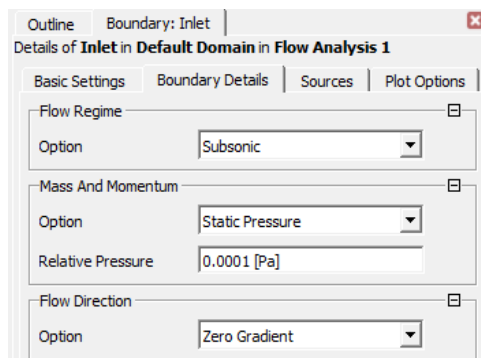 Outline Boundary: Inlet
Details of Inlet in Default Domain in Flow Analysis 1
Basic Settings Boundary Details Sources Plot Options
Flow Regime
Option Subsonic
Mass And Momentum
Option Static Pressure
Relative Pressure 0.0001 [Pa]
Flow Direction
Option Zero Gradient